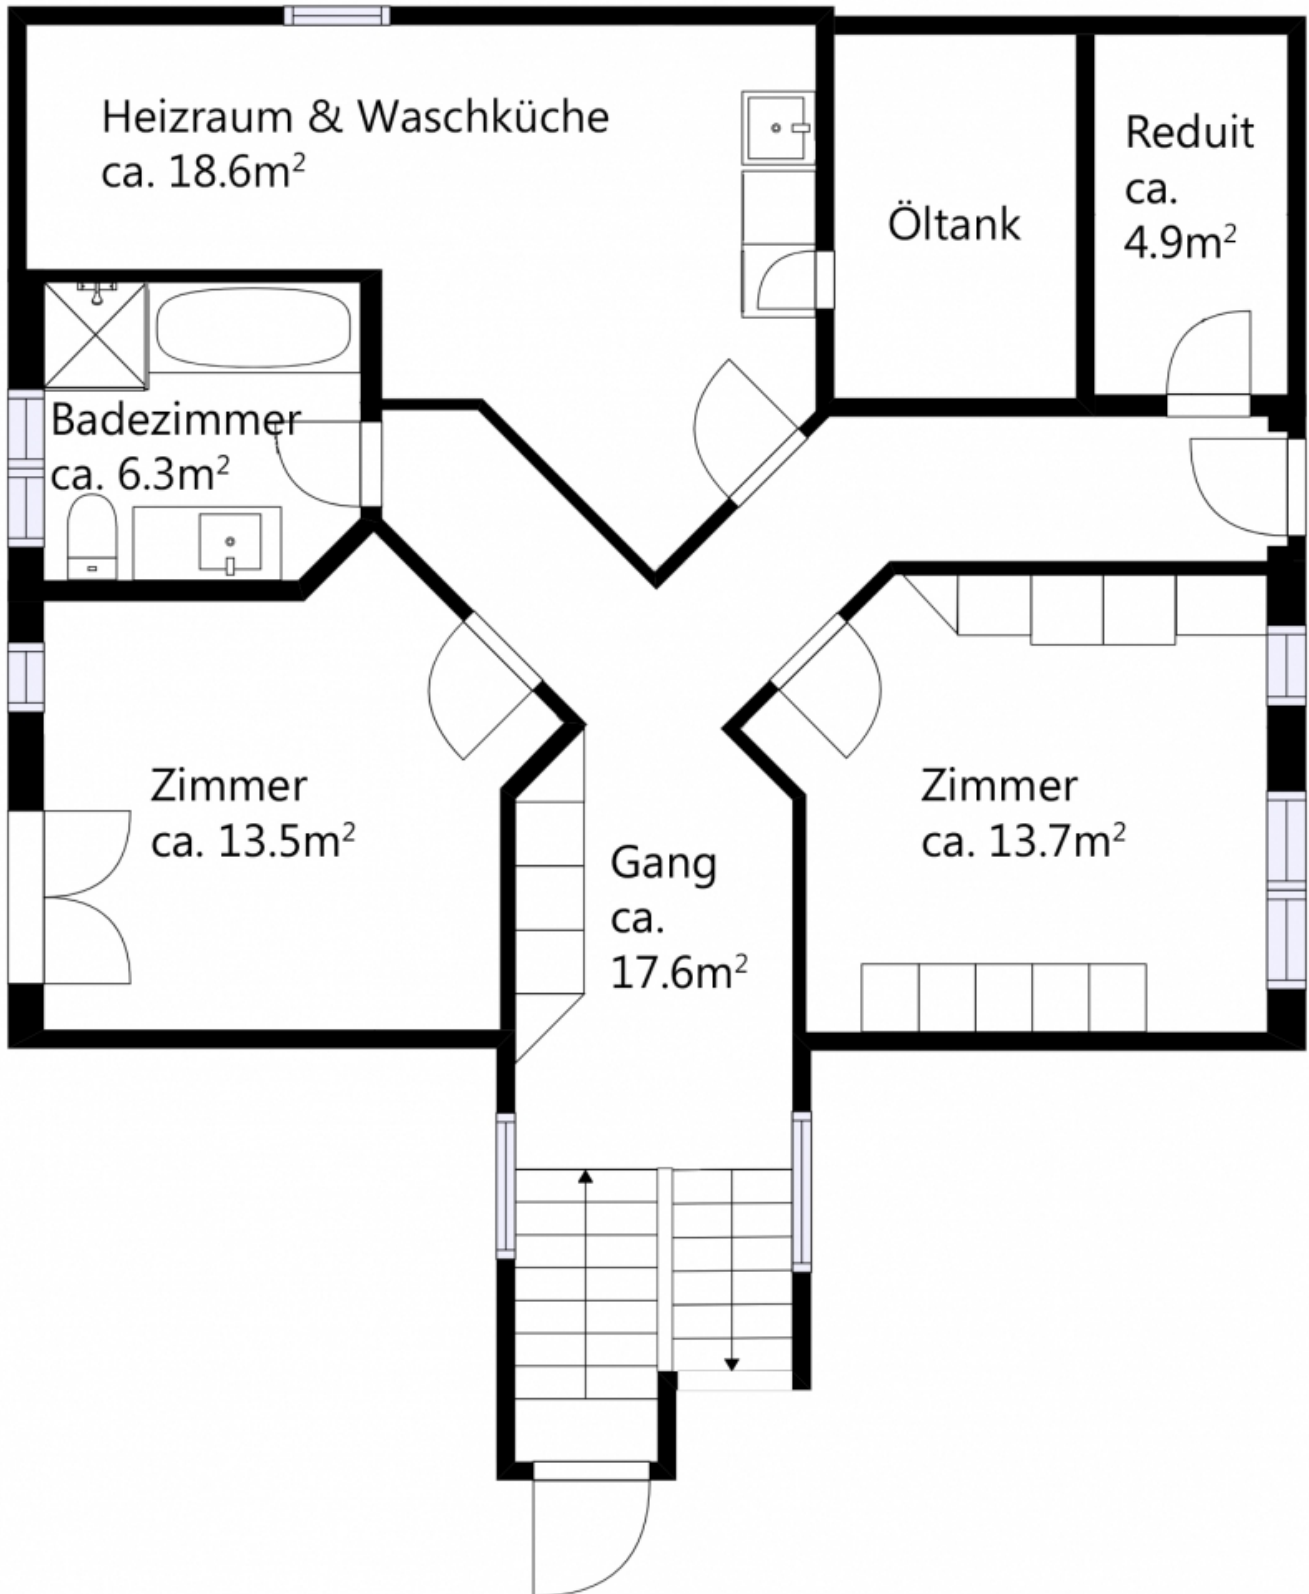 Heizraum & Waschküche
ca. 18.6m²
Öltank
Reduit
ca.
4.9m²
Badezimmer
ca. 6.3m²
Zimmer
ca. 13.5m²
Gang
ca.
17.6m²
Zimmer
ca. 13.7m²